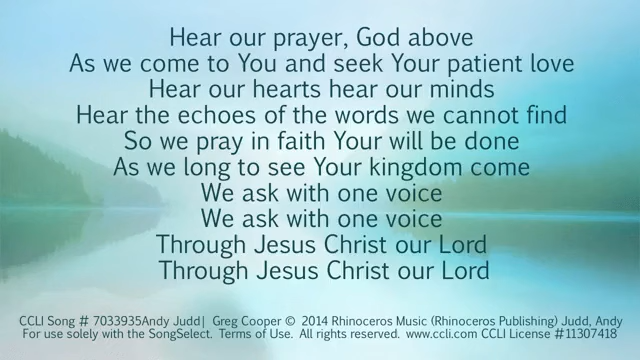 Hear our prayer, God above
As we come to You and seek Your patient love
Hear our hearts hear our minds
Hear the echoes of the words we cannot find
So we pray in faith Your will be done
As we long to see Your kingdom come
We ask with one voice
We ask with one voice
Through Jesus Christ our Lord
Through Jesus Christ our Lord
CCLI Song # 7033935Andy Judd| Greg Cooper © 2014 Rhinoceros Music (Rhinoceros Publishing) Judd, Andy
For use solely with the SongSelect. Terms of Use. All rights reserved. www.ccli.com CCLI License #11307418